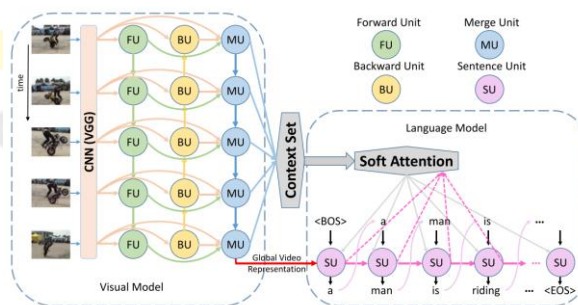 Forward Unit
FU
Merge Unit
MU
Backward Unit
BU
Sentence Unit
SU
time
CNN (VGG)
FU BU MU
FU BU MU
FU BU MU
FU BU MU
FU BU MU
Visual Model
Context Set
Language Model
Soft Attention
Global Video
Representation
<BOS> a man is ...
SU SU SU SU ... SU
a man is riding ... <EOS>